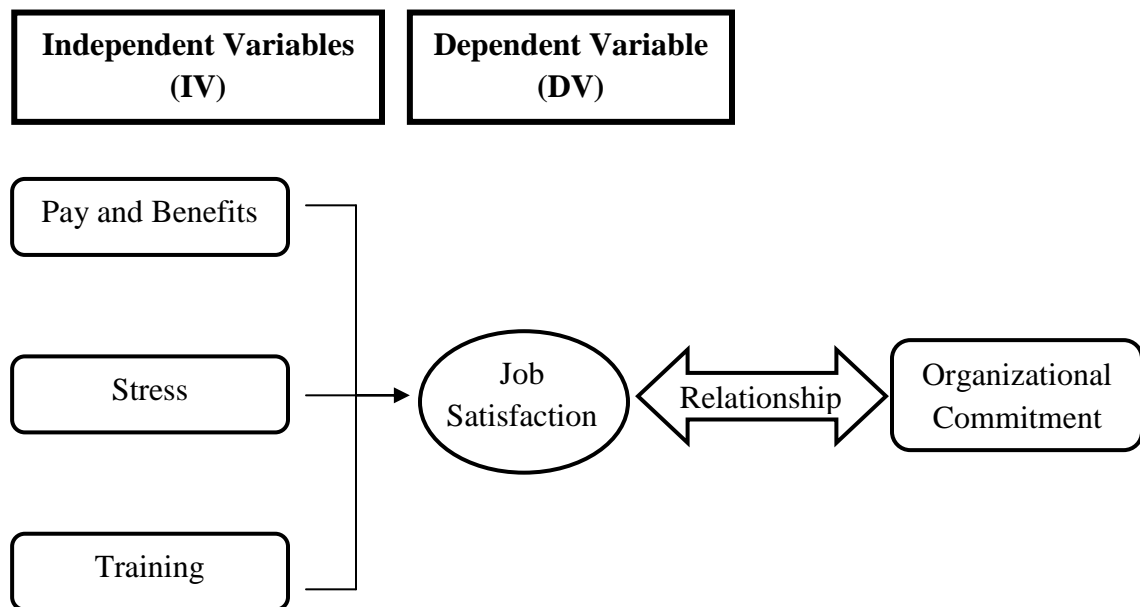 Independent Variables
(IV)
Dependent Variable
(DV)
Pay and Benefits
Stress
Training
Job
Satisfaction
Relationship
Organizational
Commitment